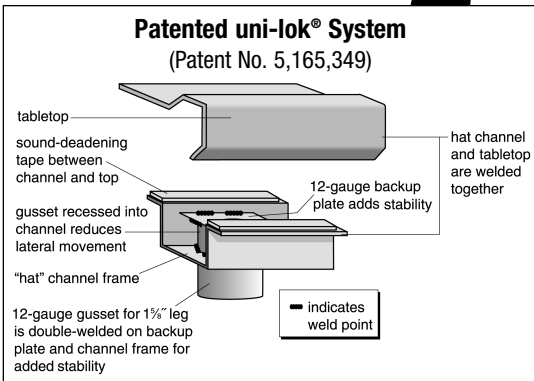 Patented uni-lok® System
(Patent No. 5,165,349)
tabletop
sound-deadening
tape between
channel and top
gusset recessed into
channel reduces
lateral movement
“hat” channel frame
12-gauge gusset for 1⅝˝ leg
is double-welded on backup
plate and channel frame for
added stability
12-gauge backup
plate adds stability
hat channel
and tabletop
are welded
together
indicates
weld point